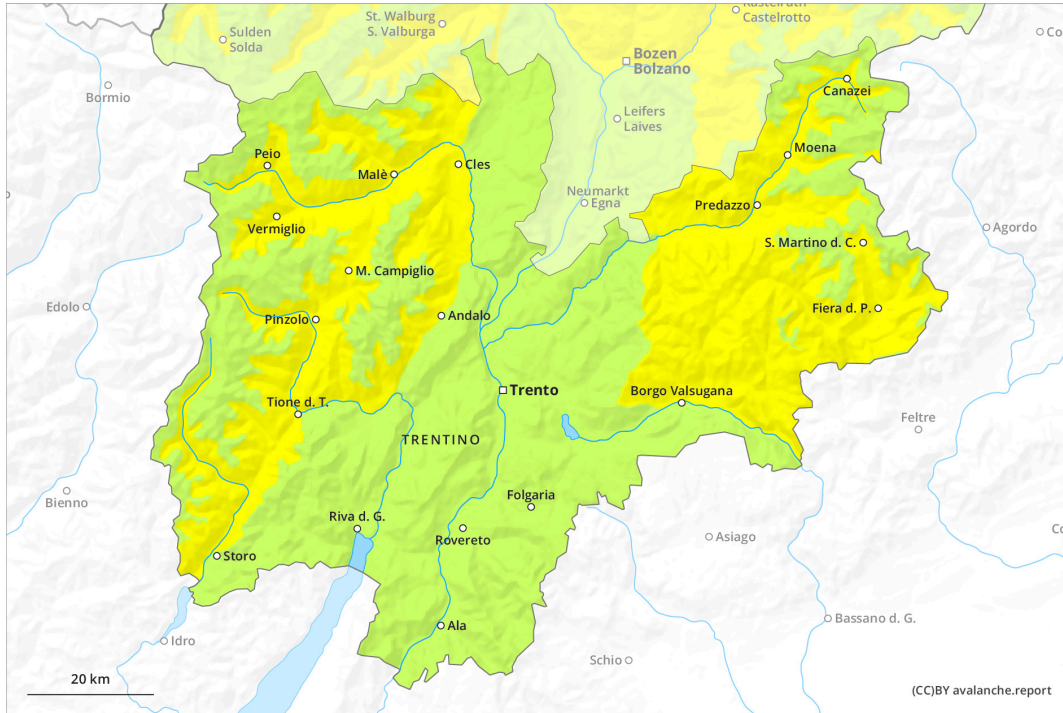 Kastelruth
Castelrotto
St. Walburg
S. Valburga
Sulden
Solda
Co
Bozen
Bolzano
Canazei
Bormio
Leifers
Laives
Moena
Peio
Malè
Cles
Neumarkt
Egna
Predazzo
Vermiglio
S. Martino d. C.
Agordo
M. Campiglio
Edolo
Fiera d. P.
Pinzolo
Andalo
Trento
Borgo Valsugana
Tione d. T.
Feltre
TRENTINO
Bienno
Folgaria
Riva d. G.
Rovereto
Asiago
Co
Storo
Bassano d. G.
Ala
Idro
Schio
20 km
(CC)BY avalanche.report